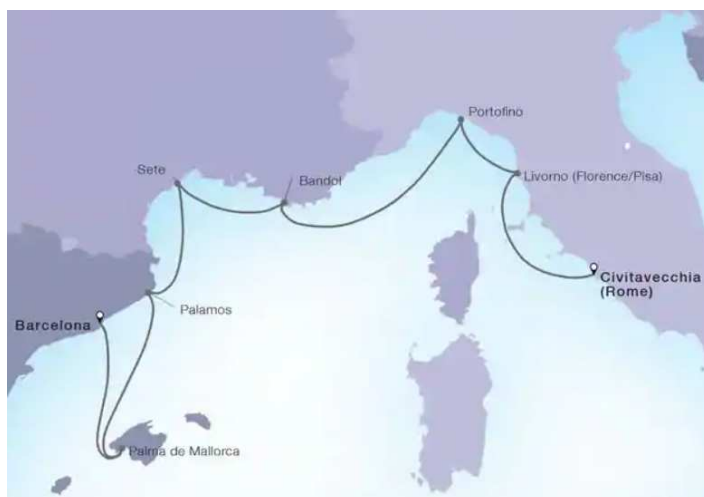 Portofino
Sete
Bandol
Livorno (Florence/Pisa)
Civitavecchia
(Rome)
Palamos
Barcelona
Palma de Mallorca